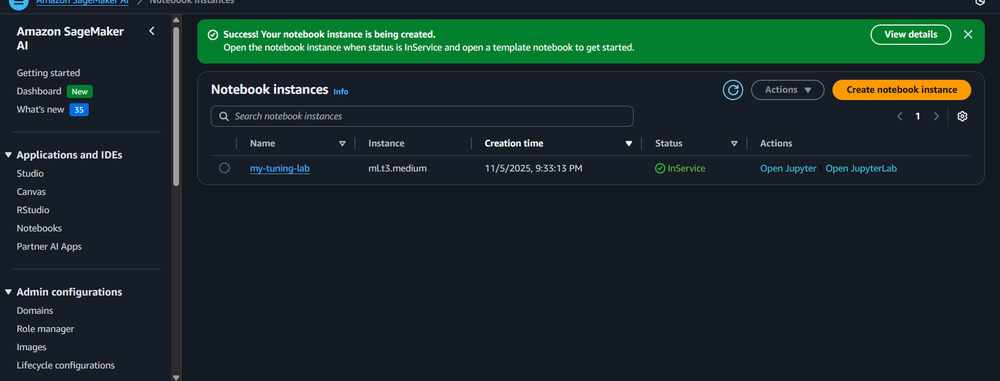 Amazon SageMaker AI > Notebook instances
Amazon SageMaker
AI
Getting started
Dashboard New
What's new 35
Applications and IDEs
Studio
Canvas
RStudio
Notebooks
Partner AI Apps
Admin configurations
Domains
Role manager
Images
Lifecycle configurations
Success! Your notebook instance is being created.
Open the notebook instance when status is InService and open a template notebook to get started.
View details
Notebook instances Info
Actions
Create notebook instance
Search notebook instances
1
Name Instance Creation time Status Actions
my-tuning-lab ml.t3.medium 11/5/2025, 9:33:13 PM InService Open Jupyter | Open JupyterLab